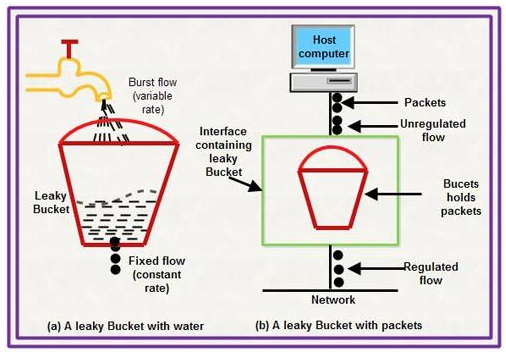 Burst flow
(variable
rate)
Leaky
Bucket
Fixed flow
(constant
rate)
(a) A leaky Bucket with water
Host
computer
Packets
Unregulated
flow
Interface
containing
leaky
Bucket
Bucets
holds
packets
Regulated
flow
Network
(b) A leaky Bucket with packets